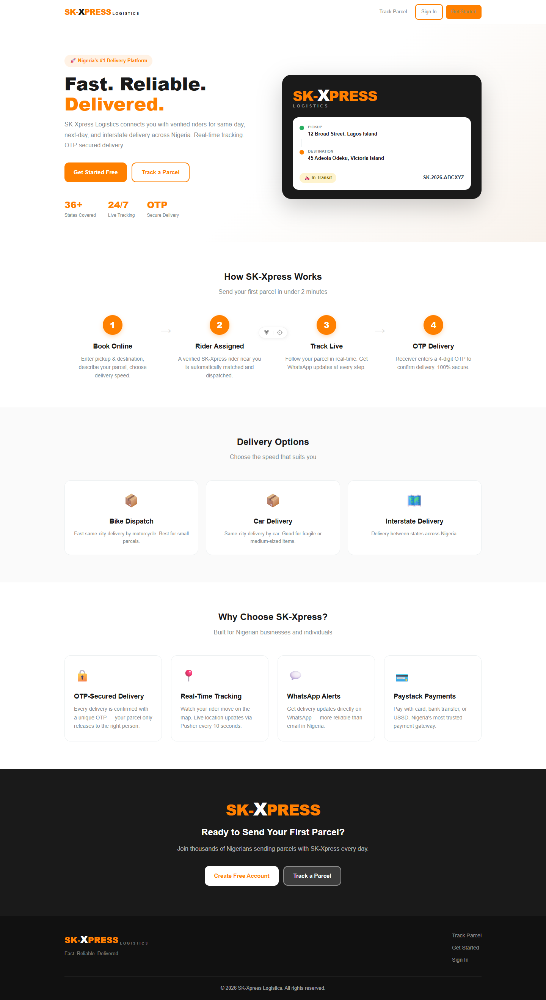 SK-XPRESS LOGISTICS
Track Parcel
Sign In
Get Started
🚀 Nigeria's #1 Delivery Platform
Fast. Reliable.
Delivered.
SK-Xpress Logistics connects you with verified riders for same-day,
next-day, and interstate delivery across Nigeria. Real-time tracking.
OTP-secured delivery.
Get Started Free
Track a Parcel
36+
States Covered
24/7
Live Tracking
OTP
Secure Delivery
SK-XPRESS
LOGISTICS
PICKUP
12 Broad Street, Lagos Island
DESTINATION
45 Adeola Odeku, Victoria Island
🛵 In Transit
SK-2026-ABCXYZ
How SK-Xpress Works
Send your first parcel in under 2 minutes
1
Book Online
Enter pickup & destination,
describe your parcel, choose
delivery speed.
→
2
Rider Assigned
A verified SK-Xpress rider near you
is automatically matched and
dispatched.
3
Track Live
Follow your parcel in real-time. Get
WhatsApp updates at every step.
→
4
OTP Delivery
Receiver enters a 4-digit OTP to
confirm delivery. 100% secure.
Delivery Options
Choose the speed that suits you
Bike Dispatch
Fast same-city delivery by motorcycle. Best for small
parcels.
Car Delivery
Same-city delivery by car. Good for fragile or
medium-sized items.
Interstate Delivery
Delivery between states across Nigeria.
Why Choose SK-Xpress?
Built for Nigerian businesses and individuals
OTP-Secured Delivery
Every delivery is confirmed with
a unique OTP — your parcel only
releases to the right person.
Real-Time Tracking
Watch your rider move on the
map. Live location updates via
Pusher every 10 seconds.
WhatsApp Alerts
Get delivery updates directly on
WhatsApp — more reliable than
email in Nigeria.
Paystack Payments
Pay with card, bank transfer, or
USSD. Nigeria's most trusted
payment gateway.
SK-XPRESS
Ready to Send Your First Parcel?
Join thousands of Nigerians sending parcels with SK-Xpress every day.
Create Free Account
Track a Parcel
SK-XPRESS LOGISTICS
Fast. Reliable. Delivered.
Track Parcel
Get Started
Sign In
© 2026 SK-Xpress Logistics. All rights reserved.